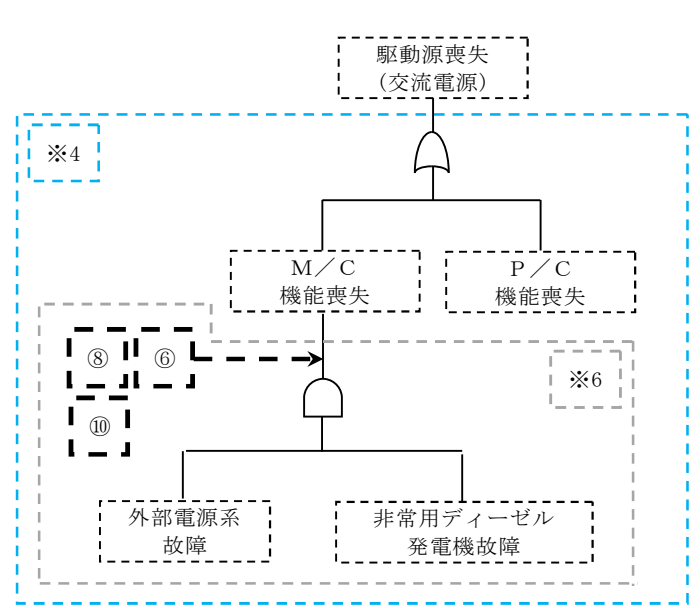 駆動源喪失
(交流電源)
※4
M／C
機能喪失
P／C
機能喪失
⑧
⑥
※6
⑩
外部電源系
故障
非常用ディーゼル
発電機故障